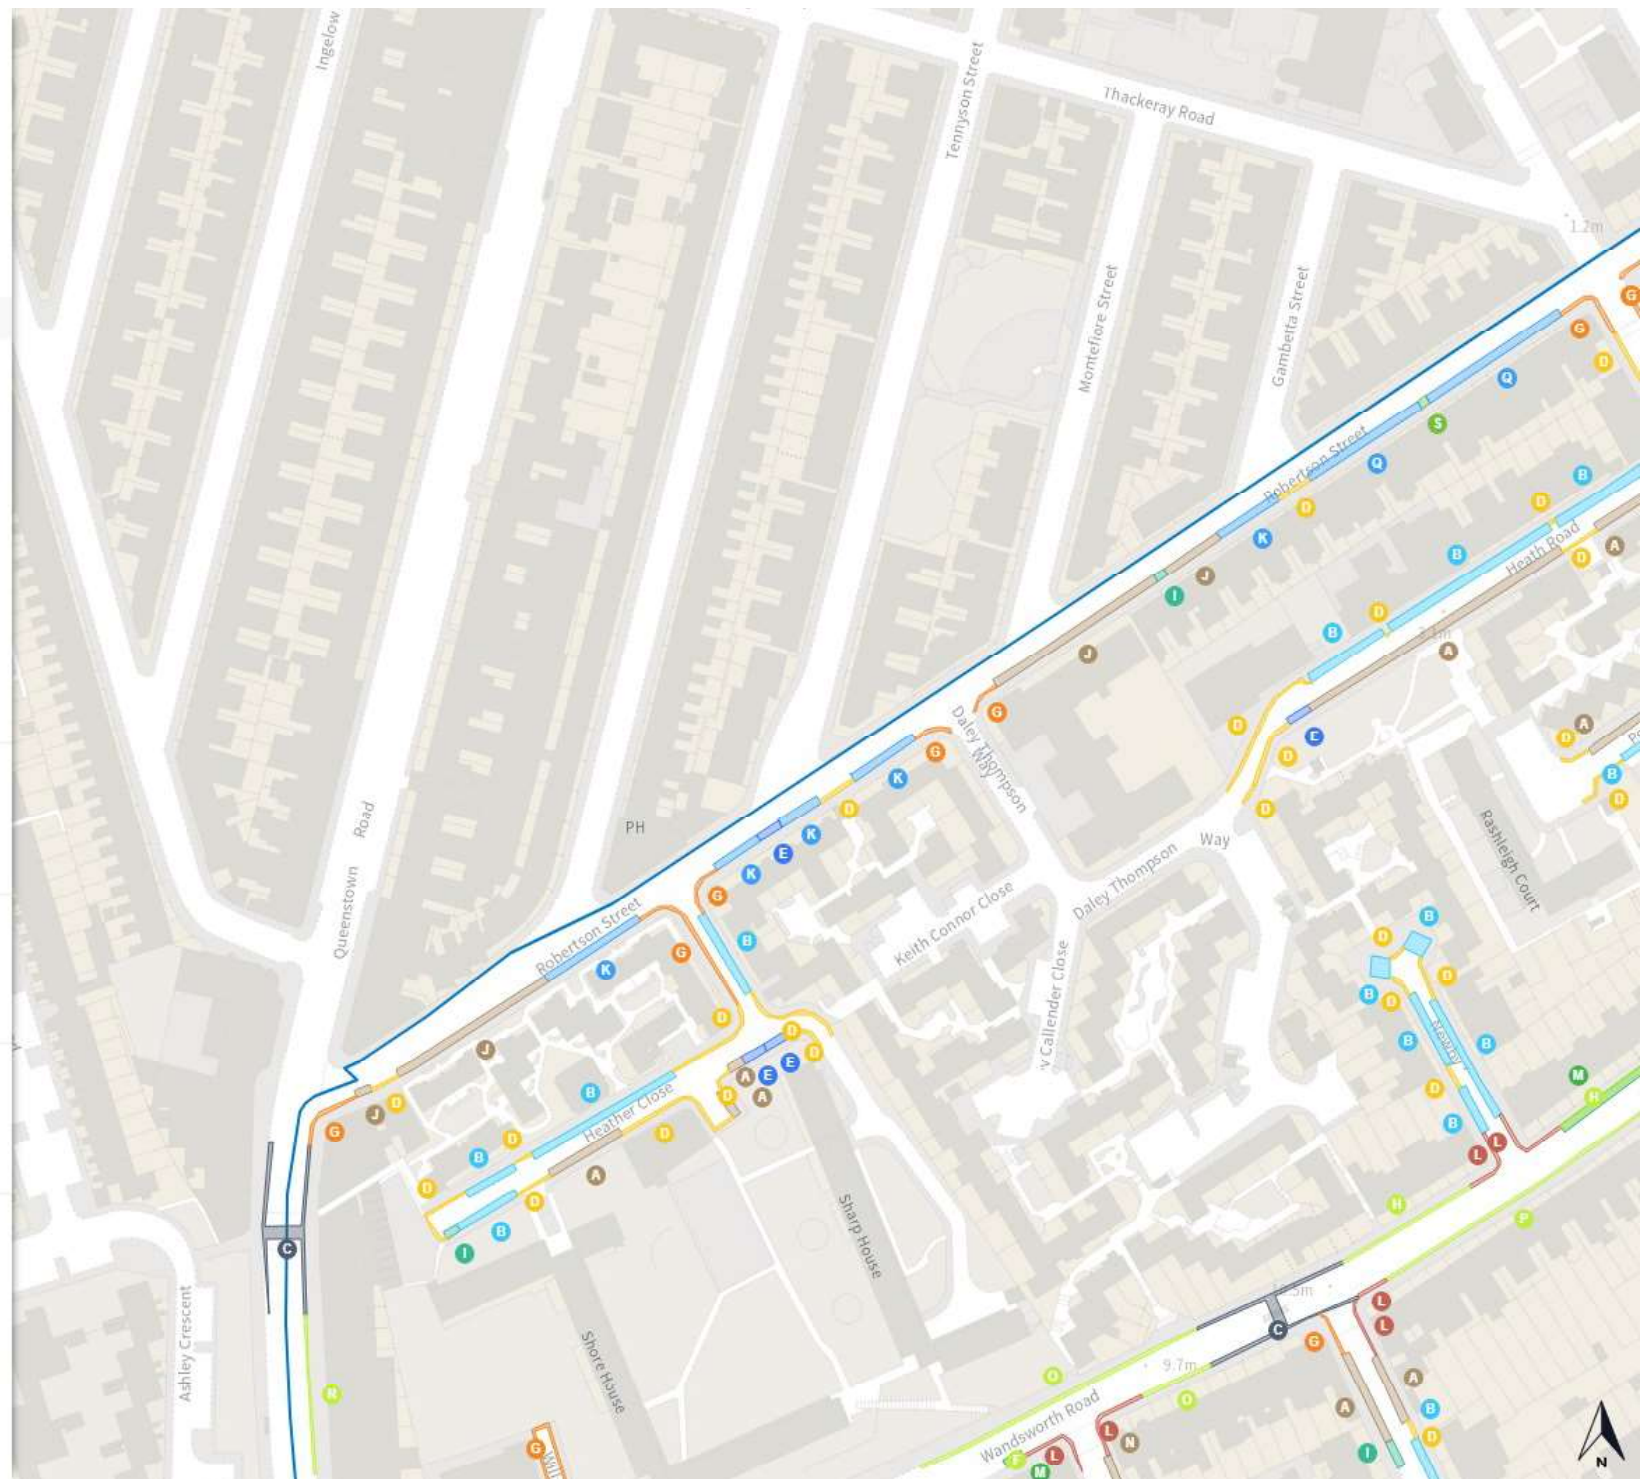 Ingelow
Tennyson Street
Thackeray Road
1.2m
G
Montefiore Street
Gambetta Street
G
D
Q
S
Robertson Street
Q
B
D
D
K
B
Heath Road
A
D
J
I
D
B
A
J
G
Daley Thompson
Way
D
E
D
A
D
B
D
G
K
D
D
PH
K
E
K
Way
Rashleigh Court
Queenstown Road
G
Daley Thompson
Keith Connor Close
Robertson Street
B
G
K
B
D
D
B
D
v Callender Close
D
D
D
J
B
B
Newby
E
E
A
M
B
A
D
D
H
J
D
Heather Close
B
G
D
D
L
L
B
A
D
D
H
P
B
I
C
Sharp House
L
C
L
G
Ashley Crescent
Shore House
9.7m
O
A
R
O
A
B
Wandsworth Road
L
N
D
G
Will
F
L
I
M
N